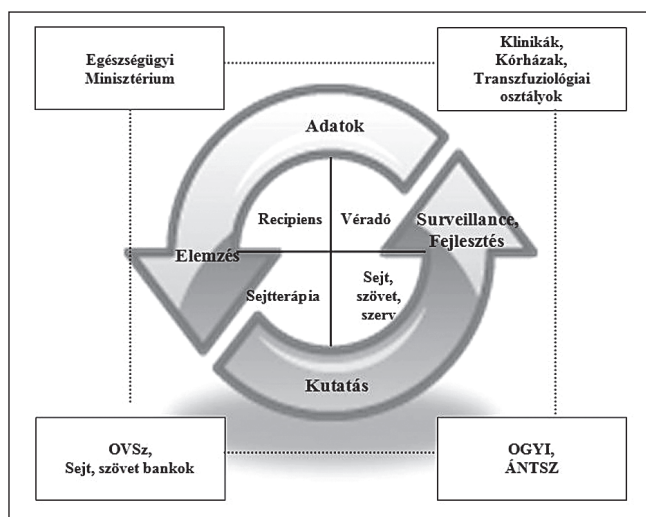 Egészségügyi
Minisztérium
Klinikák,
Kórházak,
Transzfuziológiai
osztályok
Adatok
Recipiens
Véradó
Surveillance,
Fejlesztés
Elemzés
Sejtterápia
Sejt,
szövet,
szerv
Kutatás
OVSz,
Sejt, szövet bankok
OGYI,
ÁNTSZ